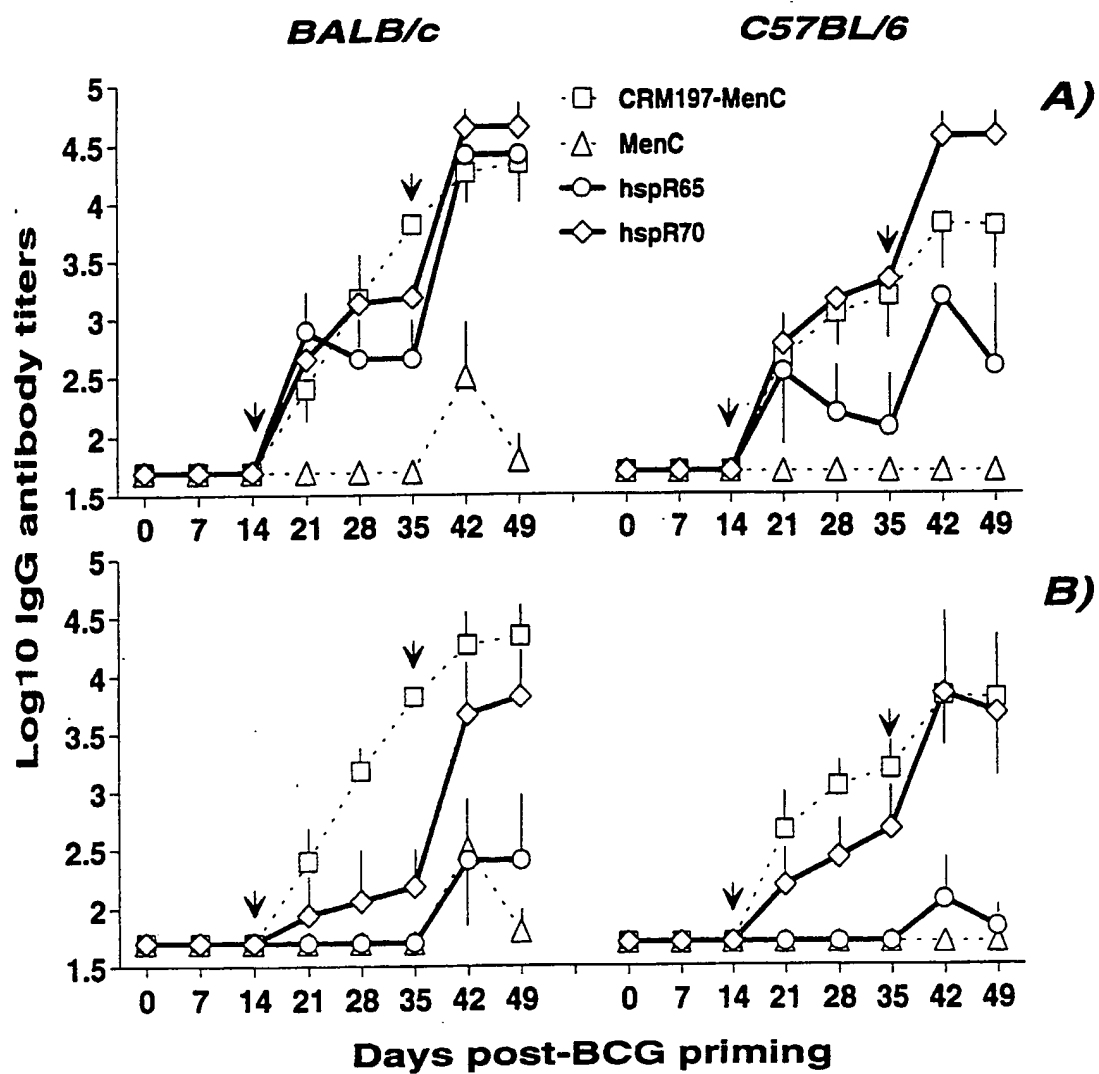 BALB/c
C57BL/6
A)
CRM197-MenC
MenC
hspR65
hspR70
Log10 IgG antibody titers
5
4.5
4
3.5
3
2.5
2
1.5
0 7 14 21 28 35 42 49
0 7 14 21 28 35 42 49
B)
5
4.5
4
3.5
3
2.5
2
1.5
0 7 14 21 28 35 42 49
0 7 14 21 28 35 42 49
Days post-BCG priming